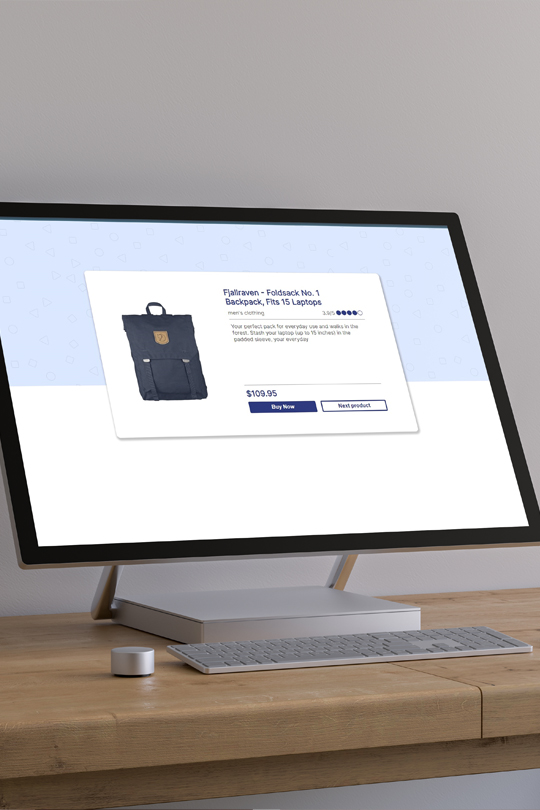 Fjallraven - Foldsack No. 1
Backpack, Fits 15 Laptops
men's clothing 3.9/5
Your perfect pack for everyday use and walks in the
forest. Stash your laptop (up to 15 inches) in the
padded sleeve, your everyday
$109.95
Buy Now Next product